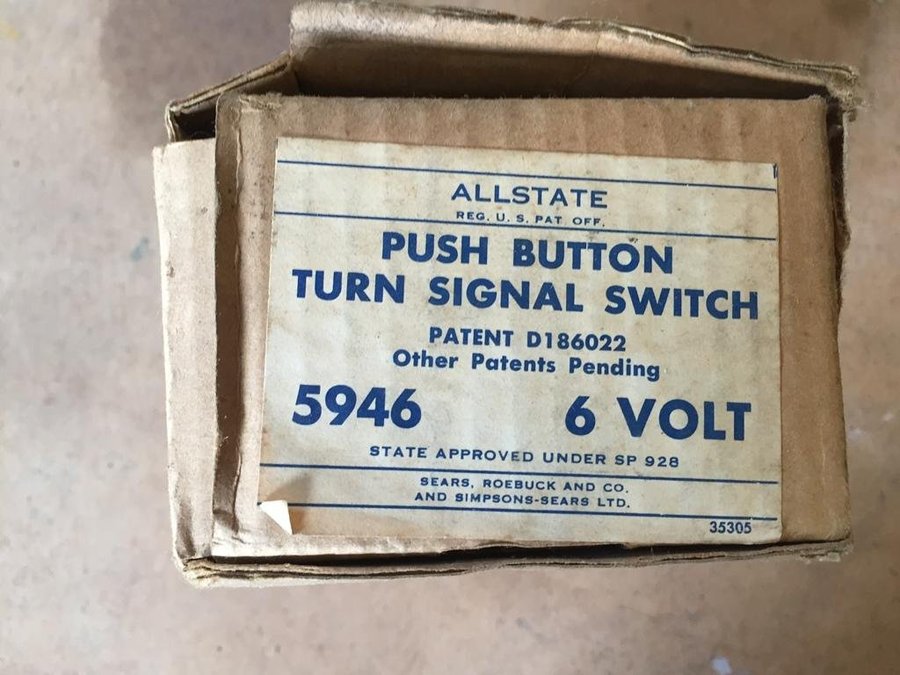 ALLSTATE
REG. U. S. PAT. OFF.
PUSH BUTTON
TURN SIGNAL SWITCH
PATENT D186022
Other Patents Pending
5946 6 VOLT
STATE APPROVED UNDER SP 928
SEARS, ROEBUCK AND CO.
AND SIMPSONS-SEARS LTD.
35305